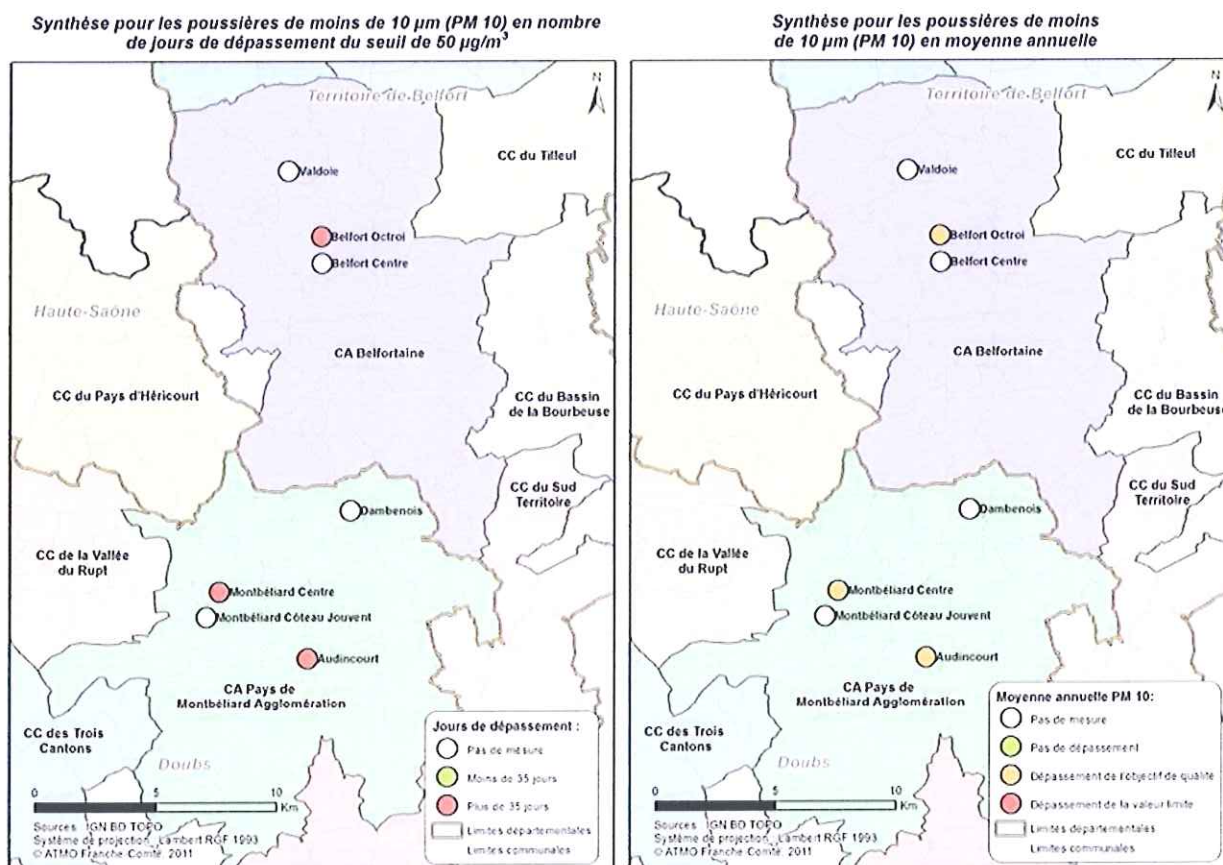 Synthèse pour les poussières de moins de 10 µm (PM 10) en nombre
de jours de dépassement du seuil de 50 µg/m³
N
Territoire de Belfort
CC du Tilleul
Valdoie
Belfort Octroi
Belfort Centre
Haute-Saône
CA Belfortaine
CC du Pays d'Héricourt
CC du Bassin
de la Bourbeuse
CC du Sud
Territoire
Dambenois
CC de la Vallée
du Rupt
Montbéliard Centre
Montbéliard Côteau Jouvent
Audincourt
CA Pays de
Montbéliard Agglomération
CC des Trois
Cantons
Doubs
Jours de dépassement :
Pas de mesure
Moins de 35 jours
Plus de 35 jours
Limites départementales
Limites communales
0 5 10
Km
Sources : IGN BD TOPO
Système de projection : Lambert RGF 1993
© ATMO Franche-Comté, 2011
Synthèse pour les poussières de moins
de 10 µm (PM 10) en moyenne annuelle
N
Territoire de Belfort
CC du Tilleul
Valdoie
Belfort Octroi
Belfort Centre
Haute-Saône
CA Belfortaine
CC du Pays d'Héricourt
CC du Bassin
de la Bourbeuse
CC du Sud
Territoire
Dambenois
CC de la Vallée
du Rupt
Montbéliard Centre
Montbéliard Côteau Jouvent
Audincourt
CA Pays de
Montbéliard Agglomération
CC des Trois
Cantons
Doubs
Moyenne annuelle PM 10:
Pas de mesure
Pas de dépassement
Dépassement de l'objectif de qualité
Dépassement de la valeur limite
Limites départementales
Limites communales
0 5 10
Km
Sources : IGN BD TOPO
Système de projection : Lambert RGF 1993
© ATMO Franche-Comté, 2011